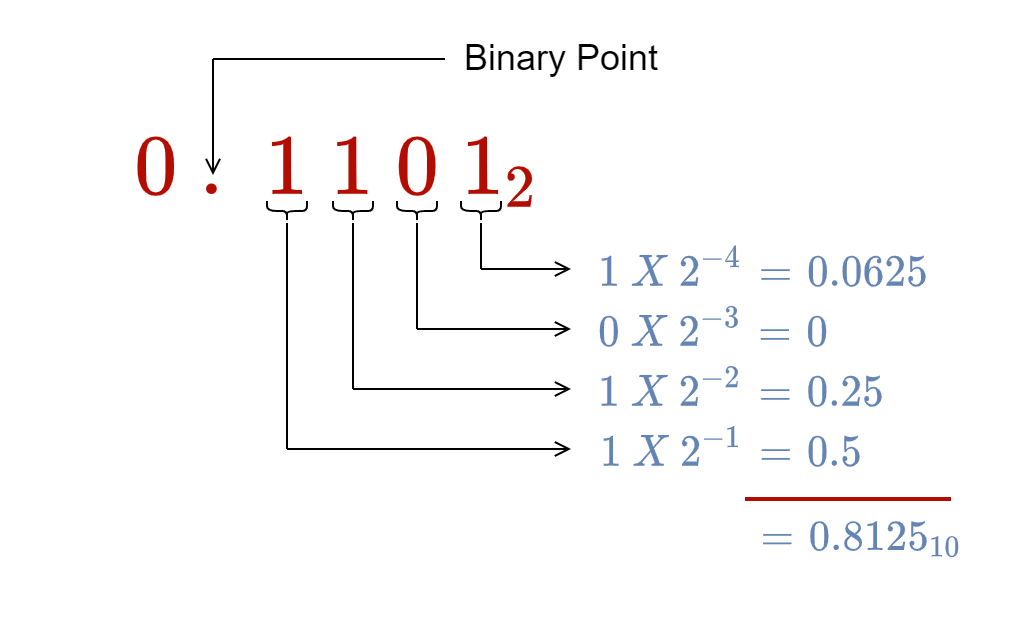 Binary Point
0 . 1 1 0 1₂
1 X 2⁻⁴ = 0.0625
0 X 2⁻³ = 0
1 X 2⁻² = 0.25
1 X 2⁻¹ = 0.5
= 0.8125₁₀